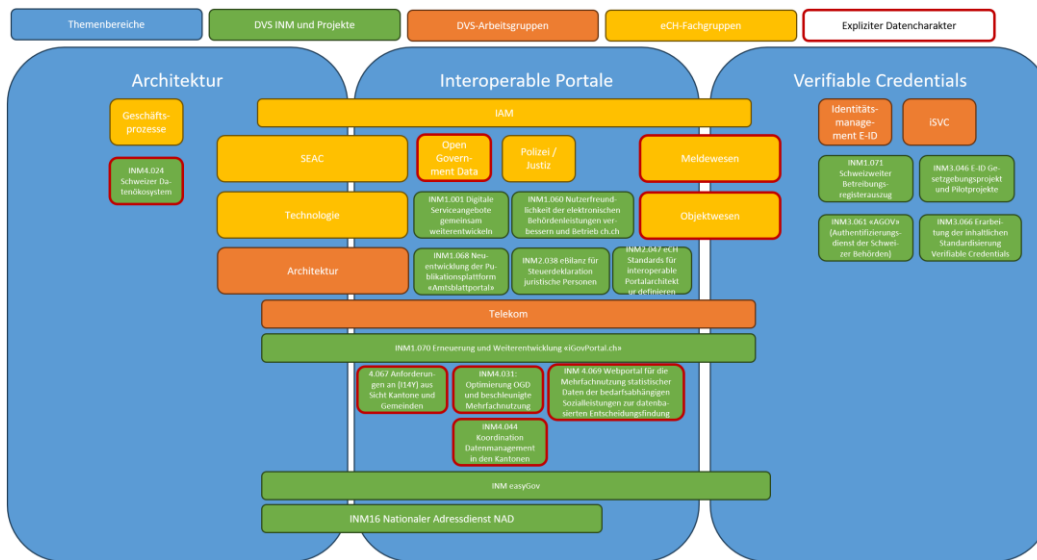 Themenbereiche
DVS INM und Projekte
DVS-Arbeitsgruppen
eCH-Fachgruppen
Expliziter Datencharakter
Architektur
Interoperable Portale
Verifiable Credentials
IAM
Geschäfts-
prozesse
INM4.024
Schweizer Da-
tenökosystem
SEAC
Open
Govern-
ment Data
Polizei /
Justiz
Meldewesen
Identitäts-
manage-
ment E-ID
iSVC
Technologie
INM1.001 Digitale
Serviceangebote
gemeinsam
weiterentwickeln
INM1.060 Nutzerfreund-
lichkeit der elektronischen
Behördenleistungen ver-
bessern und Betrieb ch.ch
Objektwesen
INM1.071
Schweizweiter
Betreibungs-
registerauszug
INM3.046 E-ID Ge-
setzgebungsprojekt
und Pilotprojekte
Architektur
INM1.068 Neu-
entwicklung der Pu-
blikationsplattform
«Amtsblattportal»
INM2.038 eBilanz für
Steuerdeklaration
juristische Personen
INM2.047 eCH
Standards für
interoperable
Portalarchitekt
ur definieren
INM3.061 «AGOV»
(Authentifizierungs-
dienst der Schwei-
zer Behörden)
INM3.066 Erarbei-
tung der inhaltlichen
Standardisierung
Verifiable Credentials
Telekom
INM1.070 Erneuerung und Weiterentwicklung «iGovPortal.ch»
4.067 Anforderun-
gen an (I14Y) aus
Sicht Kantone und
Gemeinden
INM4.031:
Optimierung OGD
und beschleunigte
Mehrfachnutzung
INM 4.069 Webportal für die
Mehrfachnutzung statistischer
Daten der bedarfsabhängigen
Sozialleistungen zur datenba-
sierten Entscheidungsfindung
INM4.044
Koordination
Datenmanagement
in den Kantonen
INM easyGov
INM16 Nationaler Adressdienst NAD